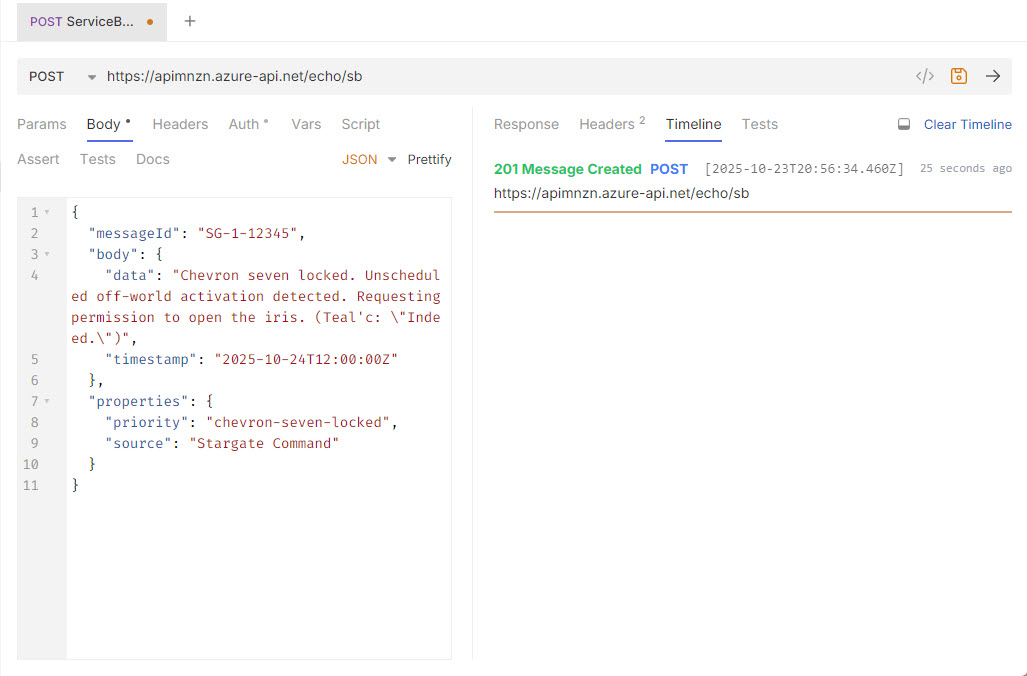 POST ServiceB...
+
POST https://apimnzn.azure-api.net/echo/sb </>
Params Body Headers Auth Vars Script
Assert Tests Docs JSON Prettify
1 {
2 "messageId": "SG-1-12345",
3 "body": {
4 "data": "Chevron seven locked. Unschedul
ed off-world activation detected. Requesting
permission to open the iris. (Teal'c: \"Inde
ed.\")",
5 "timestamp": "2025-10-24T12:00:00Z"
6 },
7 "properties": {
8 "priority": "chevron-seven-locked",
9 "source": "Stargate Command"
10 }
11 }
Response Headers 2 Timeline Tests Clear Timeline
201 Message Created POST [2025-10-23T20:56:34.460Z] 25 seconds ago
https://apimnzn.azure-api.net/echo/sb